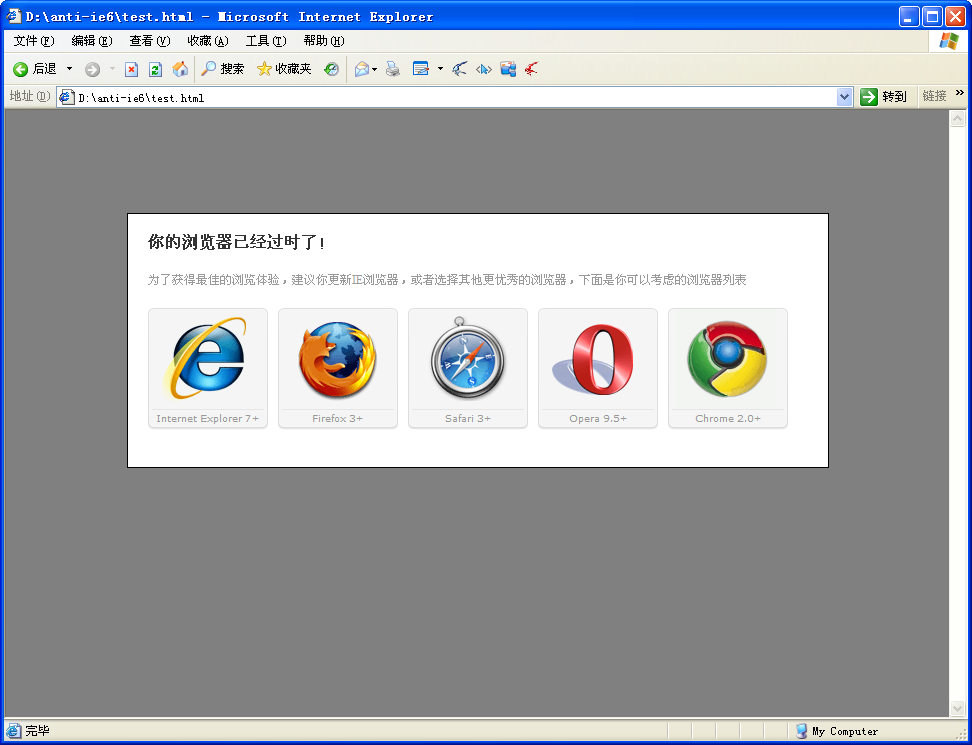 D:\anti-ie6\test.html - Microsoft Internet Explorer
文件(F) 编辑(E) 查看(V) 收藏(A) 工具(T) 帮助(H)
后退 搜索 收藏夹
地址(D) D:\anti-ie6\test.html 转到 链接 »
你的浏览器已经过时了!
为了获得最佳的浏览体验，建议你更新IE浏览器，或者选择其他更优秀的浏览器，下面是你可以考虑的浏览器列表
Internet Explorer 7+ Firefox 3+ Safari 3+ Opera 9.5+ Chrome 2.0+
完毕 My Computer